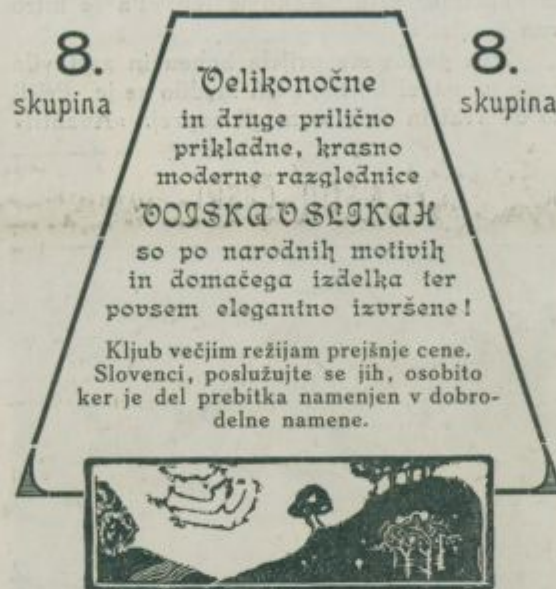 8.
skupina
8.
skupina
Velikonočne
in druge prilično
prikladne, krasno
moderne razglednice
VOJSKA V SLIKAH
so po narodnih motivih
in domačega izdelka ter
povsem elegantno izvršene!
Kljub večjim režijam prejšnje cene.
Slovenci, poslužujte se jih, osobito
ker je del prebitka namenjen v dobro-
delne namene.